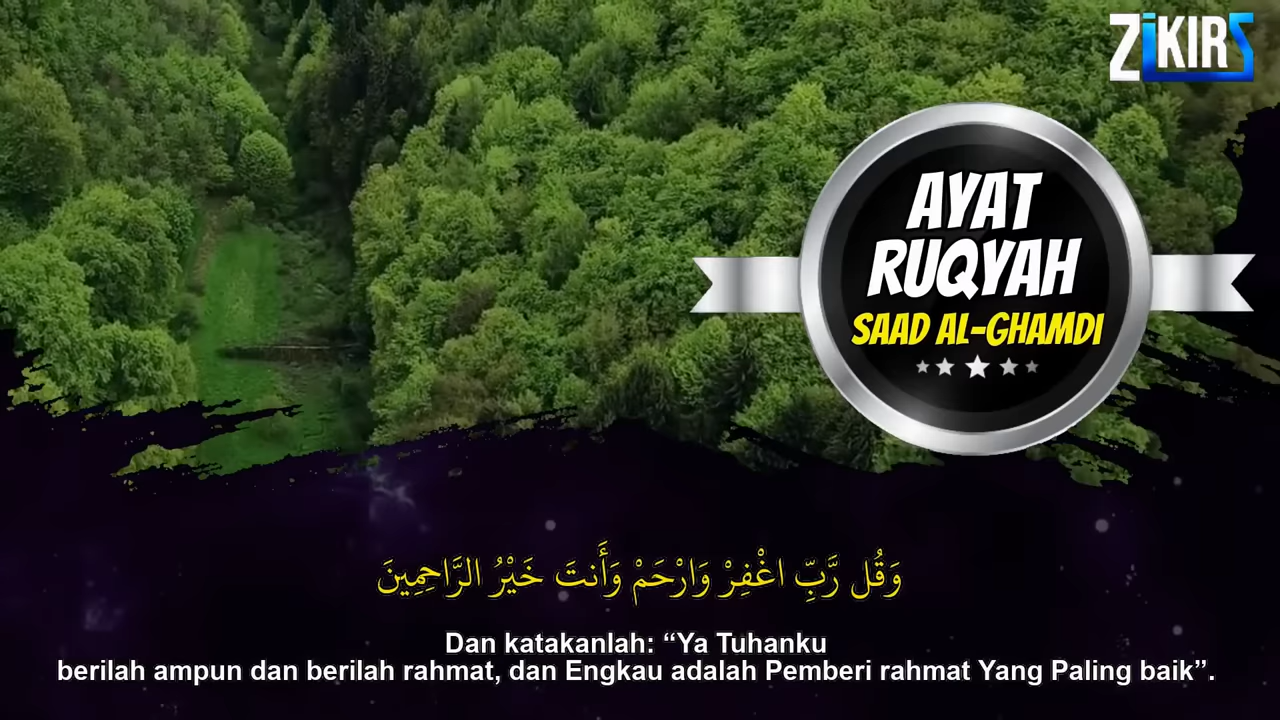 ZiKIRS
AYAT
RUQYAH
SAAD AL-GHAMDI
وَقُل رَّبِّ اغْفِرْ وَارْحَمْ وَأَنتَ خَيْرُ الرَّاحِمِينَ
Dan katakanlah: “Ya Tuhanku
berilah ampun dan berilah rahmat, dan Engkau adalah Pemberi rahmat Yang Paling baik”.